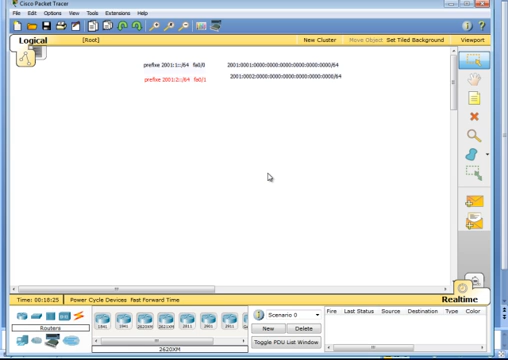 Cisco Packet Tracer
File Edit Options View Tools Extensions Help
Logical [Root] New Cluster Move Object Set Tiled Background Viewport
prefixe 2001:1::/64 fa0/0 2001:0001:0000:0000:0000:0000:0000:0000/64
prefixe 2001:2::/64 fa0/1 2001:0002:0000:0000:0000:0000:0000:0000/64
Time: 00:18:25 Power Cycle Devices Fast Forward Time Realtime
Routers
1841 1941 2620XM 2621XM 2811 2901 2911
2620XM
Scenario 0
New Delete
Toggle PDU List Window
Fire Last Status Source Destination Type Color